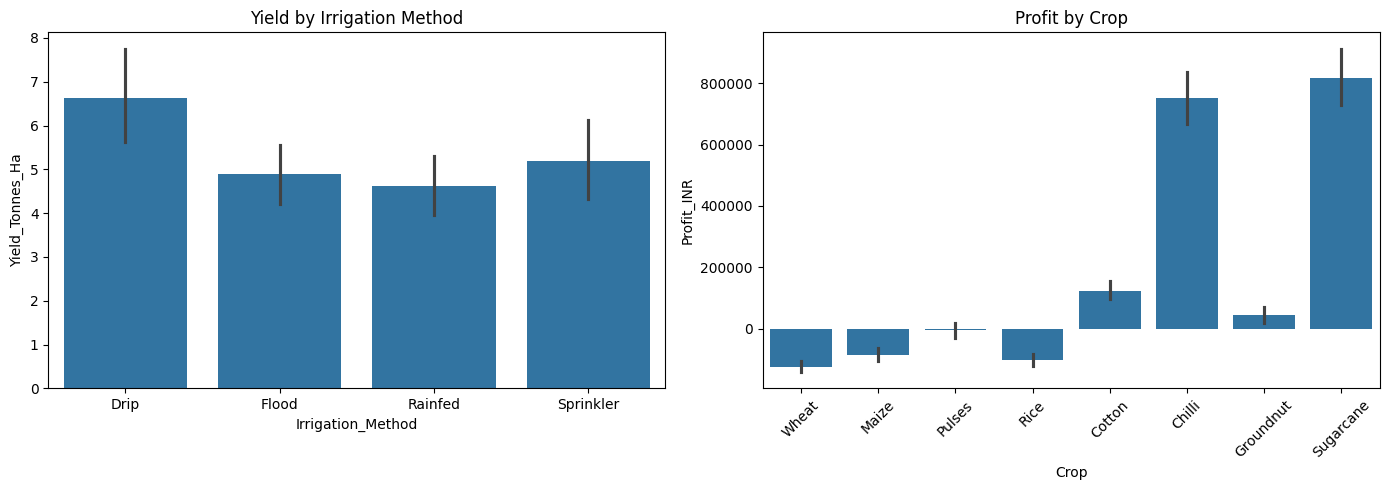 Yield by Irrigation Method
Yield_Tonnes_Ha
8
7
6
5
4
3
2
1
0
Drip Flood Rainfed Sprinkler
Irrigation_Method
Profit by Crop
Profit_INR
800000
600000
400000
200000
0
Wheat Maize Pulses Rice Cotton Chilli Groundnut Sugarcane
Crop